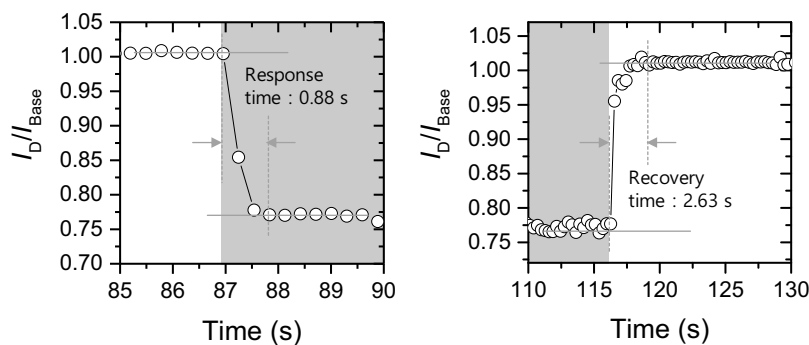 1.05
1.00
0.95
0.90
0.85
0.80
0.75
0.70
I_D/I_Base
Response
time : 0.88 s
85 86 87 88 89 90
Time (s)
1.05
1.00
0.95
0.90
0.85
0.80
0.75
I_D/I_Base
Recovery
time : 2.63 s
110 115 120 125 130
Time (s)